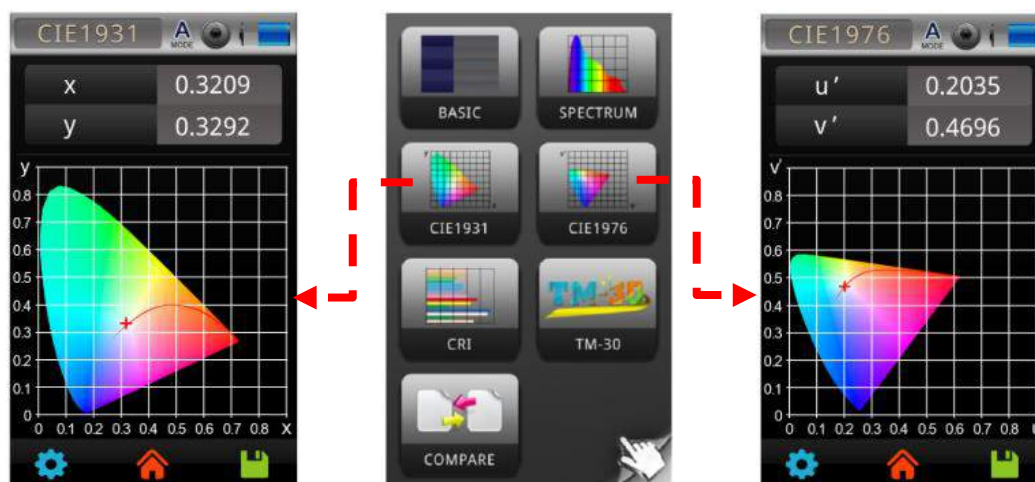 CIE1931 A MODE
x 0.3209
y 0.3292
y
0.8
0.7
0.6
0.5
0.4
0.3
0.2
0.1
0
0 0.1 0.2 0.3 0.4 0.5 0.6 0.7 0.8 X
BASIC SPECTRUM
CIE1931 CIE1976
CRI TM-30
TM-30
COMPARE
CIE1976 A MODE
u' 0.2035
v' 0.4696
v'
0.8
0.7
0.6
0.5
0.4
0.3
0.2
0.1
0
0 0.1 0.2 0.3 0.4 0.5 0.6 0.7 0.8